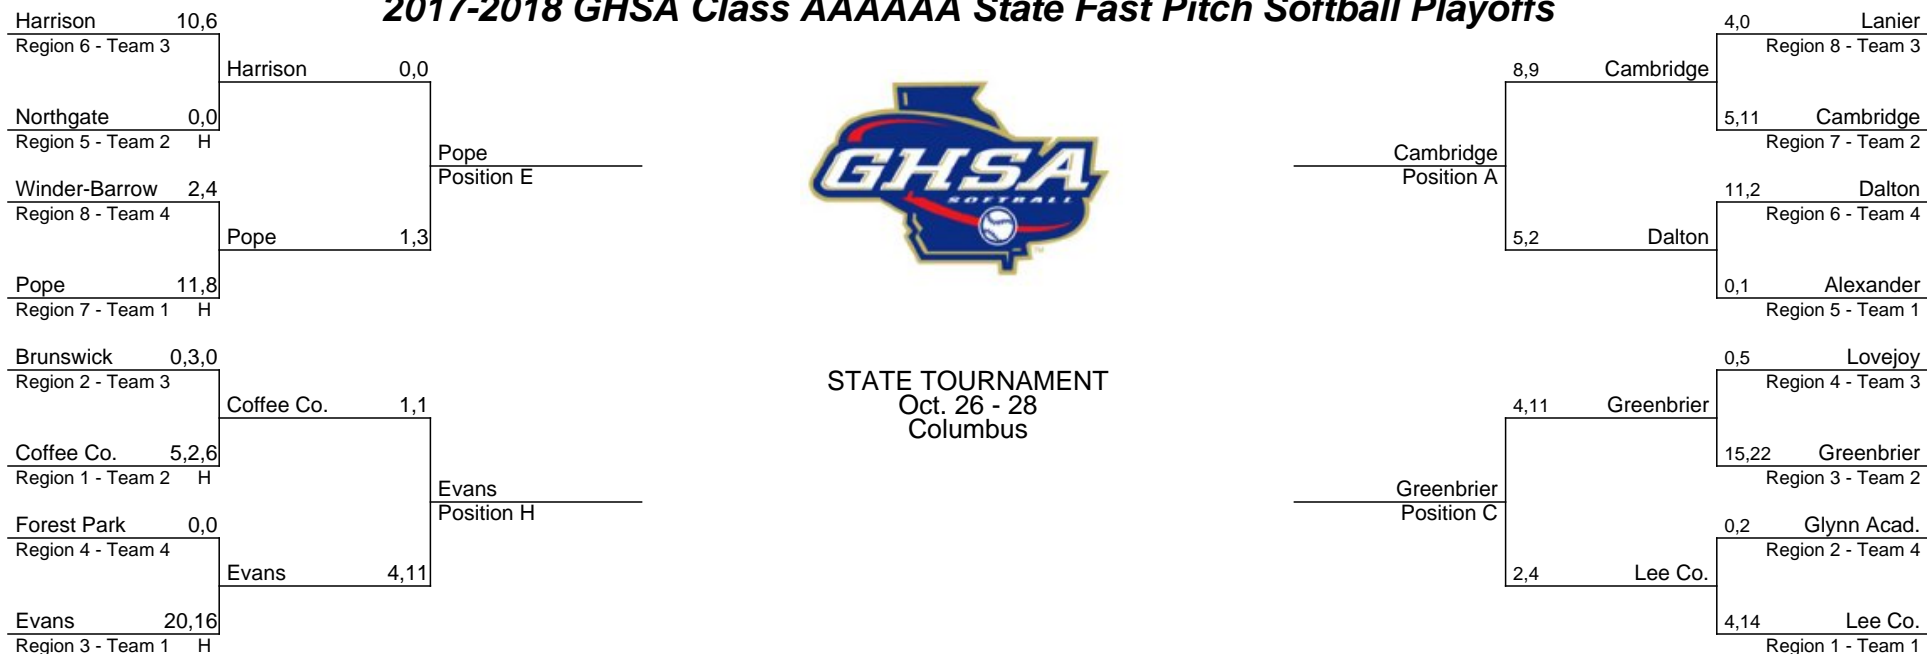 2017-2018 GHSA Class AAAAAA State Fast Pitch Softball Playoffs
Harrison 10,6
Region 6 - Team 3
Harrison 0,0
Northgate 0,0
Region 5 - Team 2 H
Pope
Position E
Winder-Barrow 2,4
Region 8 - Team 4
Pope 1,3
Pope 11,8
Region 7 - Team 1 H
Brunswick 0,3,0
Region 2 - Team 3
Coffee Co. 1,1
Coffee Co. 5,2,6
Region 1 - Team 2 H
Evans
Position H
Forest Park 0,0
Region 4 - Team 4
Evans 4,11
Evans 20,16
Region 3 - Team 1 H
GHSA
SOFTBALL
TM
STATE TOURNAMENT
Oct. 26 - 28
Columbus
4,0 Lanier
Region 8 - Team 3
8,9 Cambridge
5,11 Cambridge
Region 7 - Team 2
Cambridge
Position A
11,2 Dalton
Region 6 - Team 4
5,2 Dalton
0,1 Alexander
Region 5 - Team 1
0,5 Lovejoy
Region 4 - Team 3
4,11 Greenbrier
15,22 Greenbrier
Region 3 - Team 2
Greenbrier
Position C
0,2 Glynn Acad.
Region 2 - Team 4
2,4 Lee Co.
4,14 Lee Co.
Region 1 - Team 1